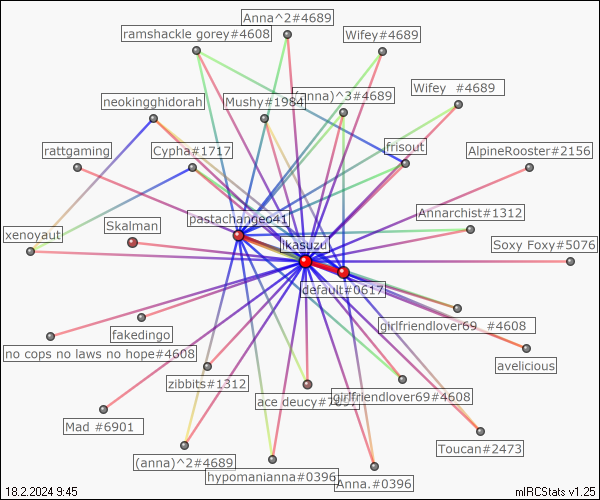 Anna^2#4689
ramshackle gorey#4608
Wifey#4689
Wifey  #4689
neokingghidorah
Mushy#1984
(anna)^3#4689
rattgaming
Cypha#1717
frisout
AlpineRooster#2156
pastachange041
Annarchist#1312
xenoyaut
Skalman
lkasuzu
Soxy Foxy#5076
default#0617
girlfriendlover69  #4608
fakedingo
no cops no laws no hope#4608
avelicious
zibbits#1312
ace deucy#7897
girlfriendlover69#4608
Mad #6901
Toucan#2473
(anna)^2#4689
hypomanianna#0396
Anna.#0396
18.2.2024 9:45
mIRCStats v1.25